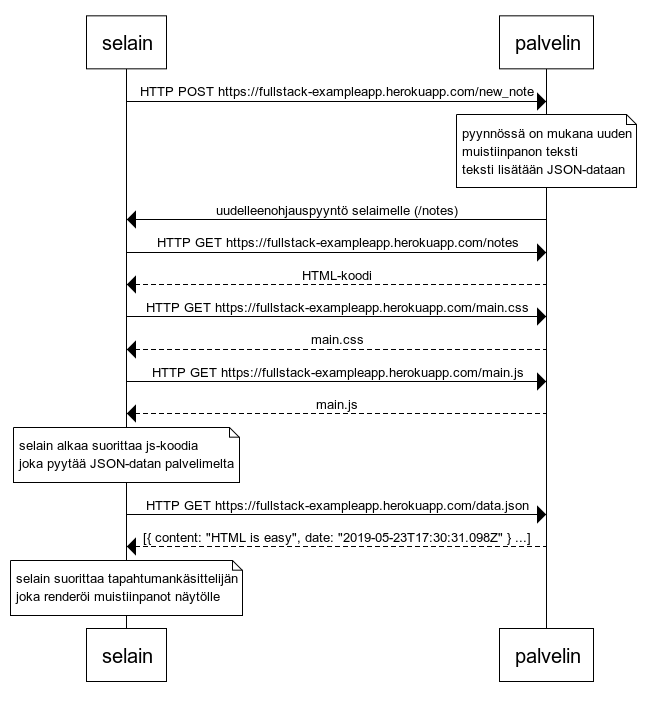 selain
palvelin
HTTP POST https://fullstack-exampleapp.herokuapp.com/new_note
pyynnössä on mukana uuden
muistiinpanon teksti
teksti lisätään JSON-dataan
uudelleenohjauspyyntö selaimelle (/notes)
HTTP GET https://fullstack-exampleapp.herokuapp.com/notes
HTML-koodi
HTTP GET https://fullstack-exampleapp.herokuapp.com/main.css
main.css
HTTP GET https://fullstack-exampleapp.herokuapp.com/main.js
main.js
selain alkaa suorittaa js-koodia
joka pyytää JSON-datan palvelimelta
HTTP GET https://fullstack-exampleapp.herokuapp.com/data.json
[{ content: "HTML is easy", date: "2019-05-23T17:30:31.098Z" } ...]
selain suorittaa tapahtumankäsittelijän
joka renderöi muistiinpanot näytölle
selain
palvelin